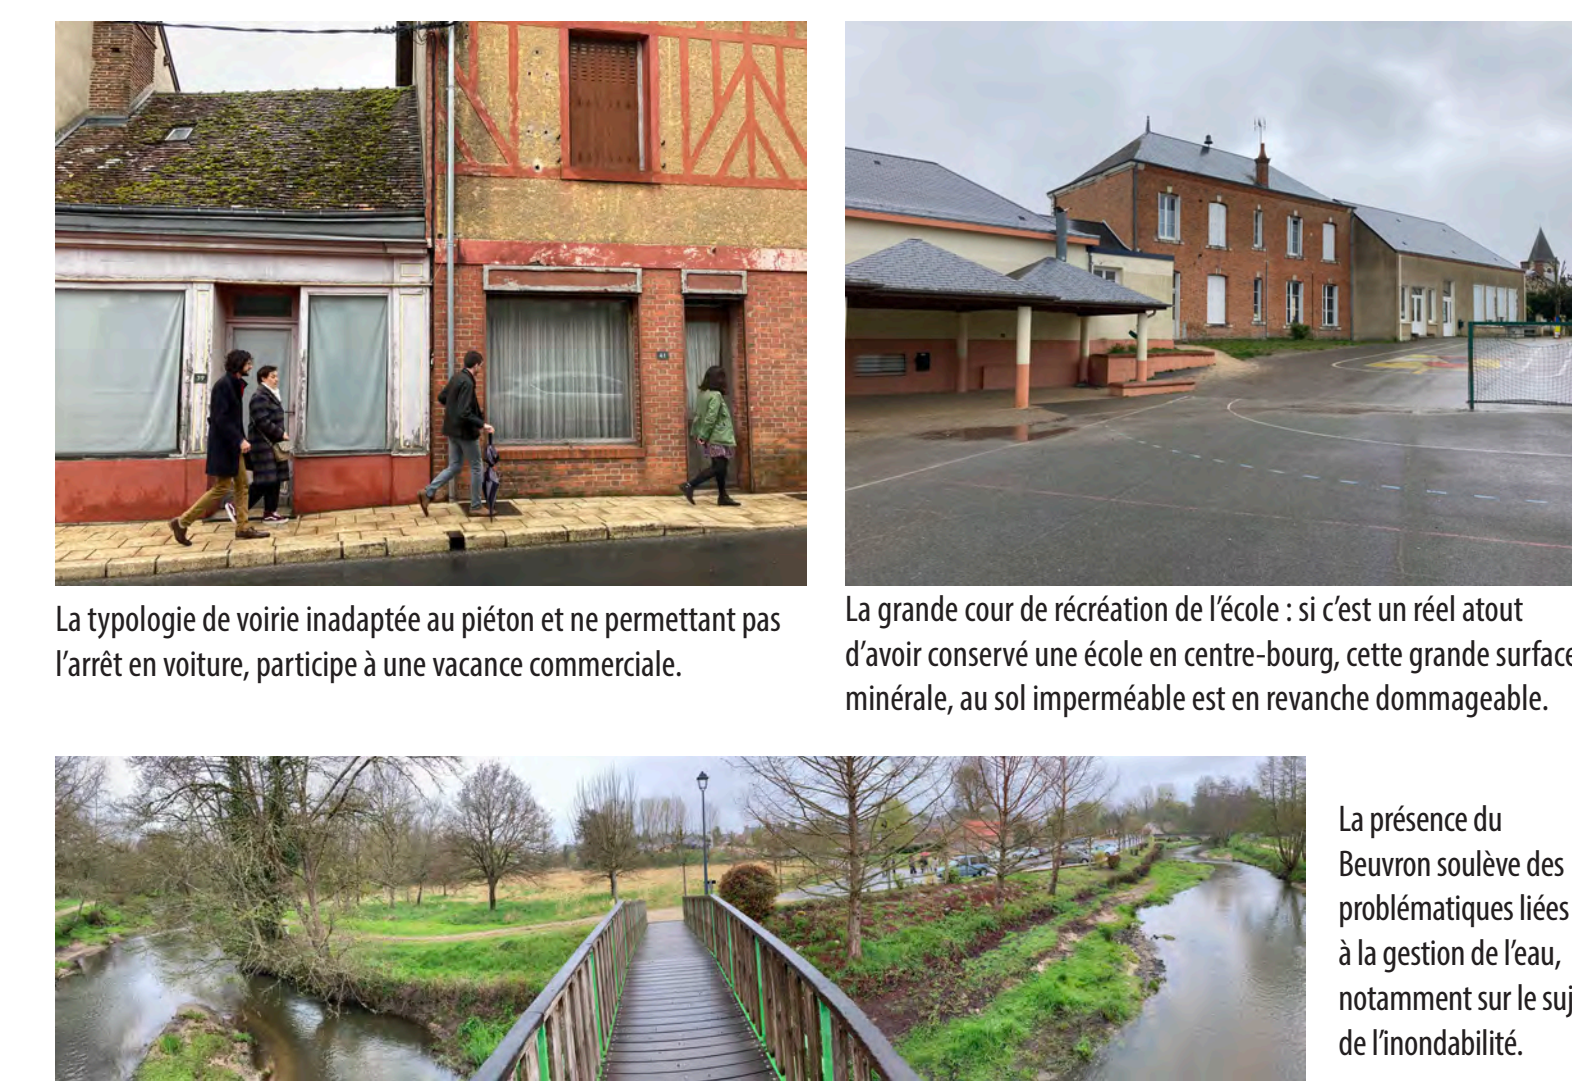 La typologie de voirie inadaptée au piéton et ne permettant pas
l'arrêt en voiture, participe à une vacance commerciale.
La grande cour de récréation de l'école : si c'est un réel atout
d'avoir conservé une école en centre-bourg, cette grande surface
minérale, au sol imperméable est en revanche dommageable.
La présence du
Beuvron soulève des
problématiques liées
à la gestion de l'eau,
notamment sur le suj
de l'inondabilité.